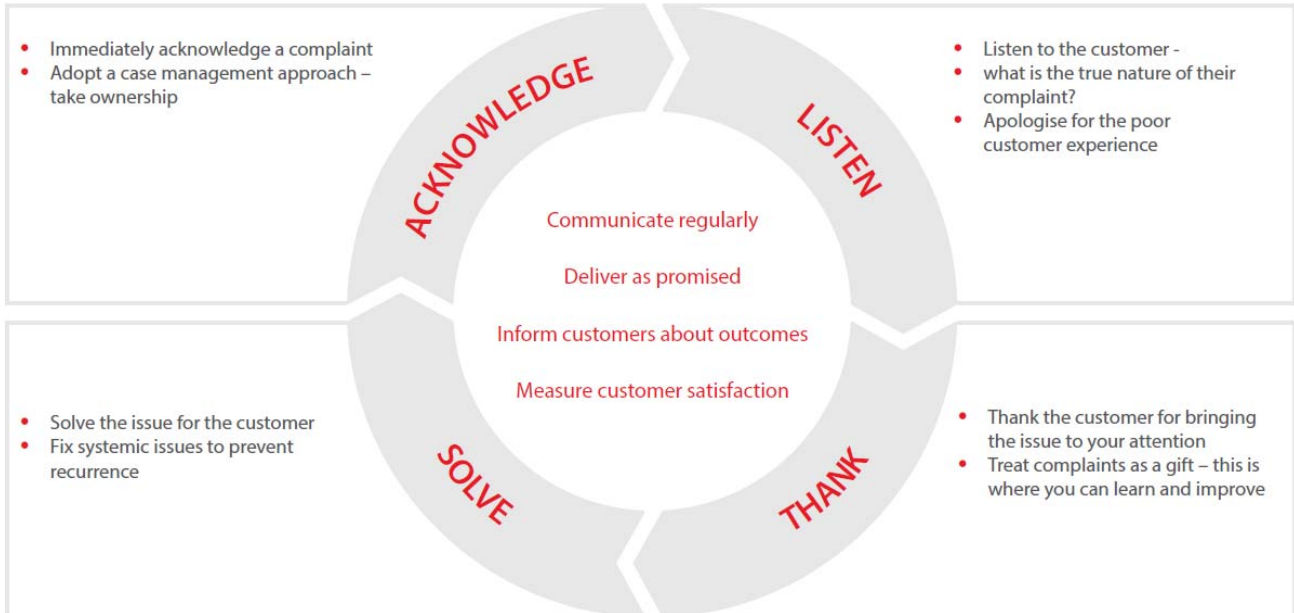 • Immediately acknowledge a complaint
• Adopt a case management approach –
take ownership
ACKNOWLEDGE
LISTEN
• Listen to the customer -
• what is the true nature of their
complaint?
• Apologise for the poor
customer experience
Communicate regularly
Deliver as promised
Inform customers about outcomes
Measure customer satisfaction
• Solve the issue for the customer
• Fix systemic issues to prevent
recurrence
SOLVE
THANK
• Thank the customer for bringing
the issue to your attention
• Treat complaints as a gift – this is
where you can learn and improve